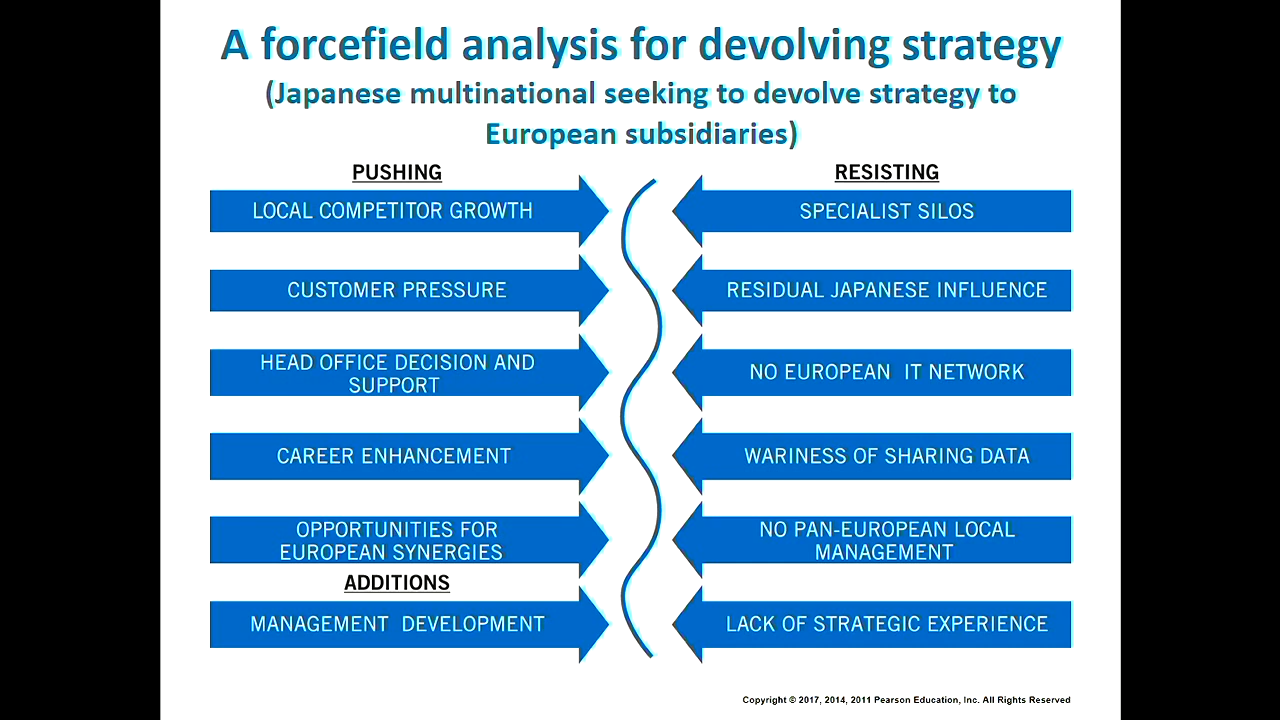 A forcefield analysis for devolving strategy
(Japanese multinational seeking to devolve strategy to
European subsidiaries)
PUSHING
LOCAL COMPETITOR GROWTH
CUSTOMER PRESSURE
HEAD OFFICE DECISION AND
SUPPORT
CAREER ENHANCEMENT
OPPORTUNITIES FOR
EUROPEAN SYNERGIES
ADDITIONS
MANAGEMENT DEVELOPMENT
RESISTING
SPECIALIST SILOS
RESIDUAL JAPANESE INFLUENCE
NO EUROPEAN IT NETWORK
WARINESS OF SHARING DATA
NO PAN-EUROPEAN LOCAL
MANAGEMENT
LACK OF STRATEGIC EXPERIENCE
Copyright © 2017, 2014, 2011 Pearson Education, Inc. All Rights Reserved